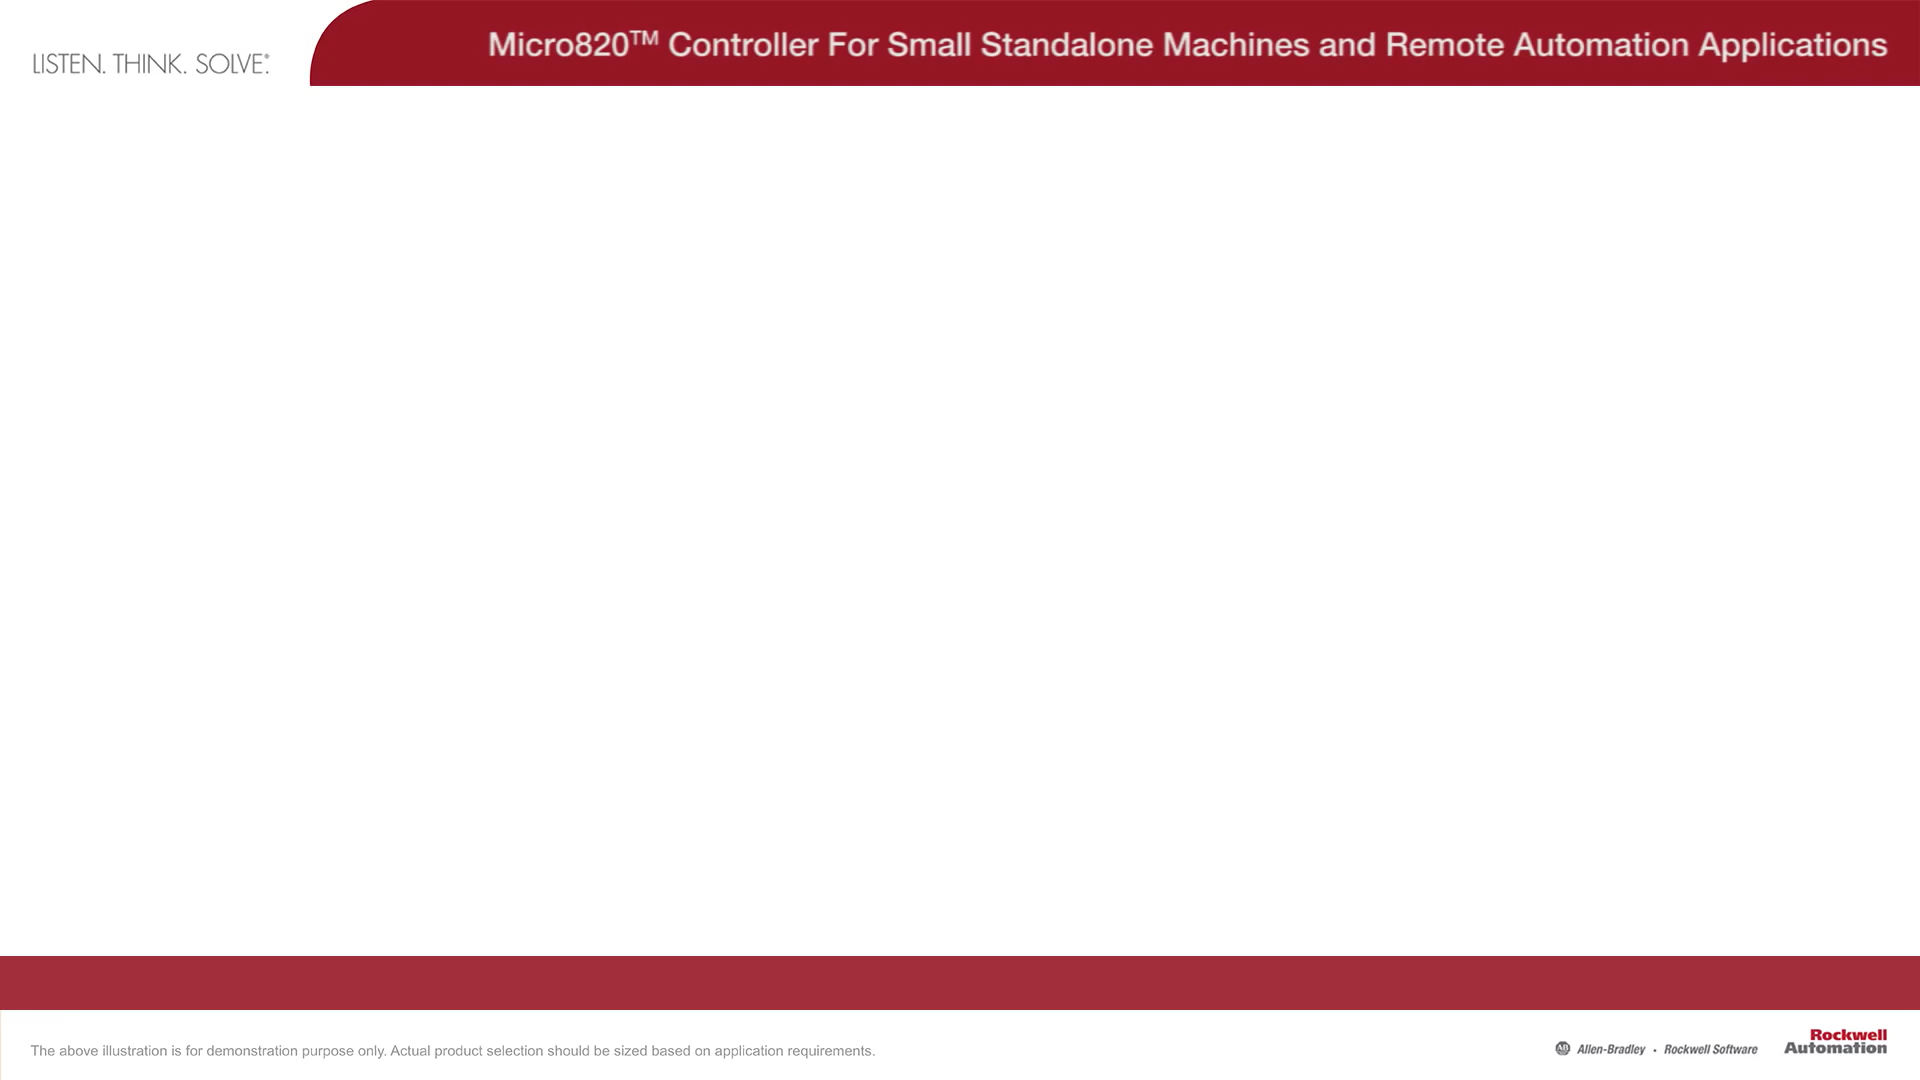 LISTEN. THINK. SOLVE.®
Micro820™ Controller For Small Standalone Machines and Remote Automation Applications
The above illustration is for demonstration purpose only. Actual product selection should be sized based on application requirements.
AB Allen-Bradley • Rockwell Software
Rockwell
Automation